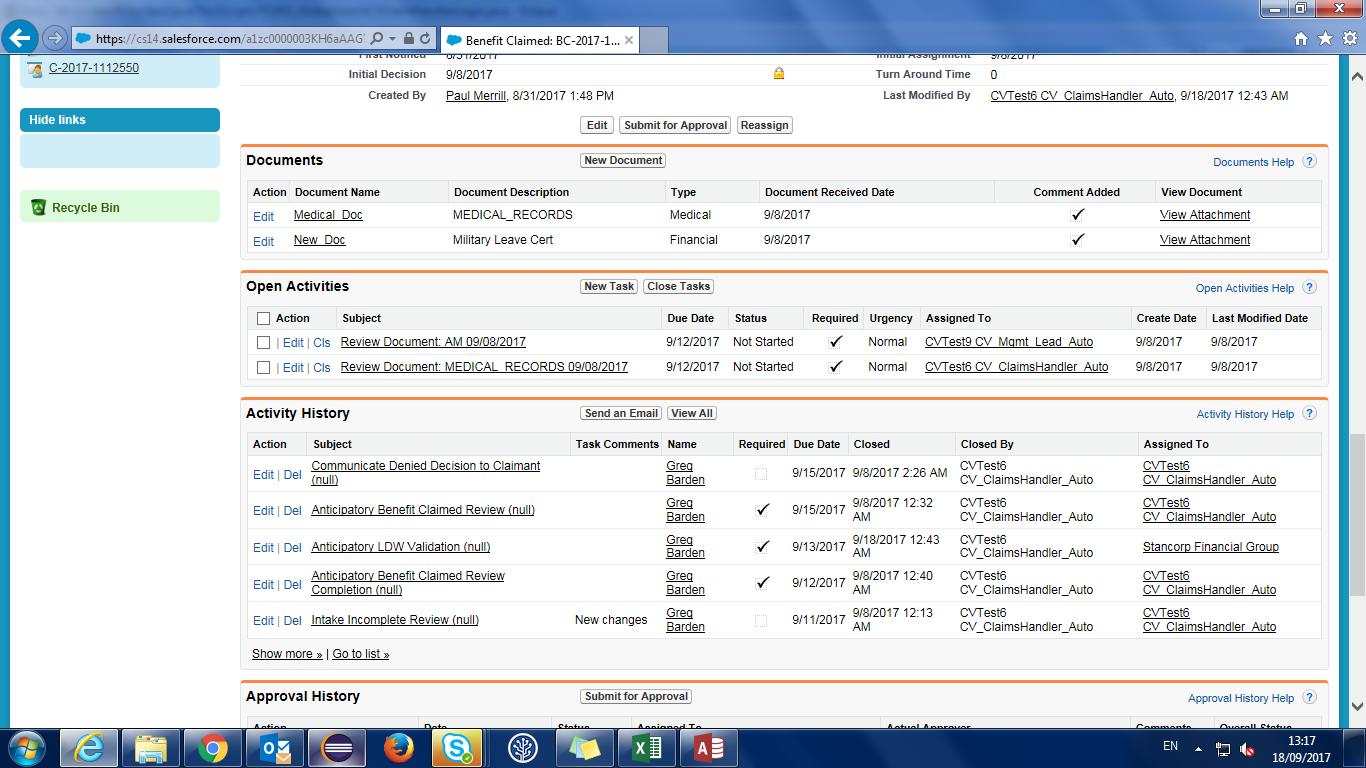 https://cs14.salesforce.com/a1zc0000003KH6aAAG
Benefit Claimed: BC-2017-1...
C-2017-1112550
Hide links
Recycle Bin
First Notified 8/31/2017 Initial Assignment 9/8/2017
Initial Decision 9/8/2017 Turn Around Time 0
Created By Paul Merrill, 8/31/2017 1:48 PM Last Modified By CVTest6 CV_ClaimsHandler_Auto, 9/18/2017 12:43 AM
Edit Submit for Approval Reassign
Documents New Document Documents Help ?
Action Document Name Document Description Type Document Received Date Comment Added View Document
Edit Medical_Doc MEDICAL_RECORDS Medical 9/8/2017 ✓ View Attachment
Edit New_Doc Military Leave Cert Financial 9/8/2017 ✓ View Attachment
Open Activities New Task Close Tasks Open Activities Help ?
Action Subject Due Date Status Required Urgency Assigned To Create Date Last Modified Date
| Edit | Cls Review Document: AM 09/08/2017 9/12/2017 Not Started ✓ Normal CVTest9 CV_Mgmt_Lead_Auto 9/8/2017 9/8/2017
| Edit | Cls Review Document: MEDICAL_RECORDS 09/08/2017 9/12/2017 Not Started ✓ Normal CVTest6 CV_ClaimsHandler_Auto 9/8/2017 9/8/2017
Activity History Send an Email View All Activity History Help ?
Action Subject Task Comments Name Required Due Date Closed Closed By Assigned To
Edit | Del Communicate Denied Decision to Claimant (null) Greg Barden 9/15/2017 9/8/2017 2:26 AM CVTest6 CV_ClaimsHandler_Auto CVTest6 CV_ClaimsHandler_Auto
Edit | Del Anticipatory Benefit Claimed Review (null) Greg Barden ✓ 9/15/2017 9/8/2017 12:32 AM CVTest6 CV_ClaimsHandler_Auto CVTest6 CV_ClaimsHandler_Auto
Edit | Del Anticipatory LDW Validation (null) Greg Barden ✓ 9/13/2017 9/18/2017 12:43 AM CVTest6 CV_ClaimsHandler_Auto Stancorp Financial Group
Edit | Del Anticipatory Benefit Claimed Review Completion (null) Greg Barden ✓ 9/12/2017 9/8/2017 12:40 AM CVTest6 CV_ClaimsHandler_Auto CVTest6 CV_ClaimsHandler_Auto
Edit | Del Intake Incomplete Review (null) New changes Greg Barden 9/11/2017 9/8/2017 12:13 AM CVTest6 CV_ClaimsHandler_Auto CVTest6 CV_ClaimsHandler_Auto
Show more » | Go to list »
Approval History Submit for Approval Approval History Help ?
Action Date Status Assigned To Actual Approver Comments Overall Status
EN 13:17
18/09/2017